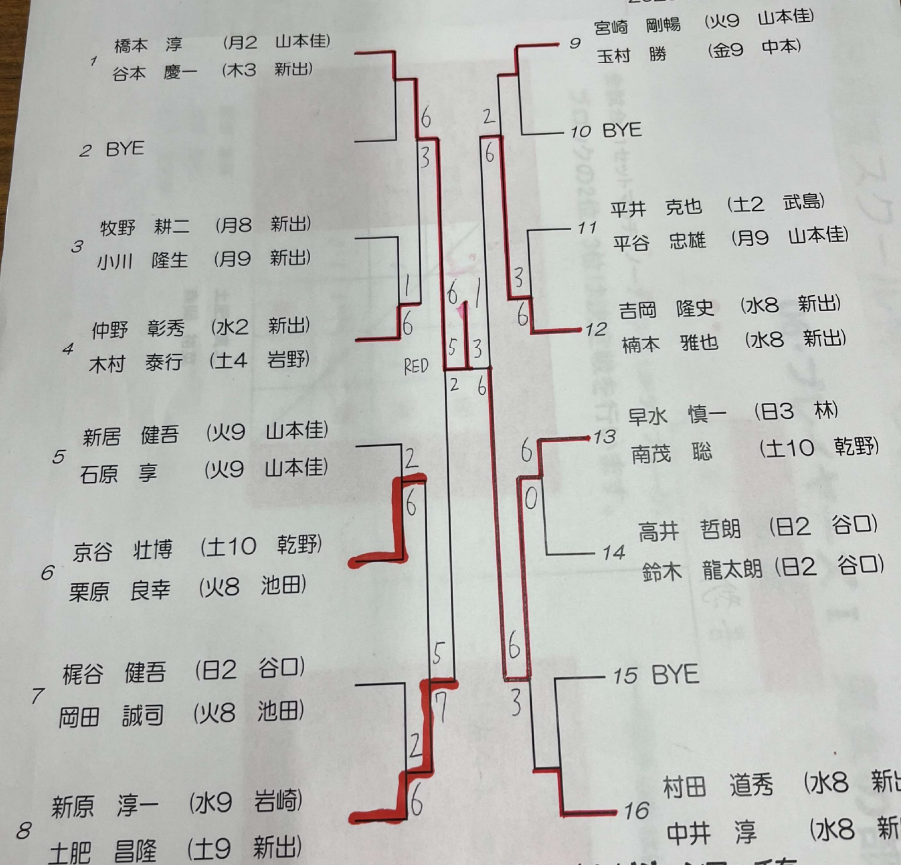 1 橋本 淳 (月2 山本佳)
谷本 慶一 (木3 新出)
2 BYE
3 牧野 耕二 (月8 新出)
小川 隆生 (月9 新出)
4 仲野 彰秀 (水2 新出)
木村 泰行 (土4 岩野)
5 新居 健吾 (火9 山本佳)
石原 享 (火9 山本佳)
6 京谷 壮博 (土10 乾野)
栗原 良幸 (火8 池田)
7 梶谷 健吾 (日2 谷口)
岡田 誠司 (火8 池田)
8 新原 淳一 (水9 岩崎)
土肥 昌隆 (土9 新出)
6
3
1
6
6 1
5 3
RED
2 6
2
6
5
7
2
6
2
6
3
6
6
0
6
3
9 宮崎 剛暢 (火9 山本佳)
玉村 勝 (金9 中本)
10 BYE
11 平井 克也 (土2 武島)
平谷 忠雄 (月9 山本佳)
12 吉岡 隆史 (水8 新出)
楠本 雅也 (水8 新出)
13 早水 慎一 (日3 林)
南茂 聡 (土10 乾野)
14 高井 哲朗 (日2 谷口)
鈴木 龍太朗 (日2 谷口)
15 BYE
16 村田 道秀 (水8 新出
中井 淳 (水8 新